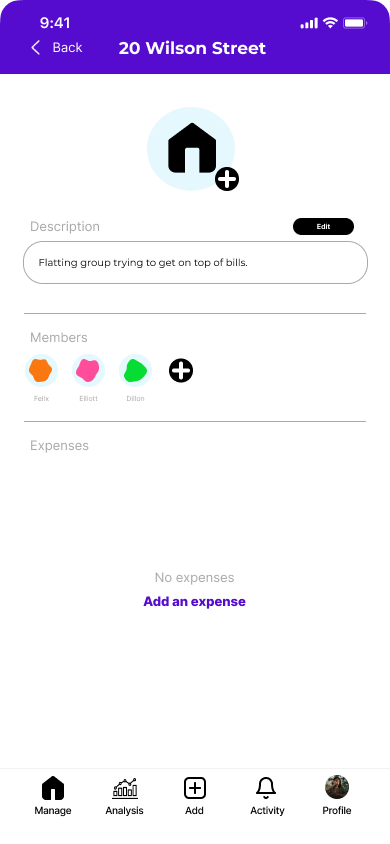 9:41
Back
20 Wilson Street
Description
Edit
Flatting group trying to get on top of bills.
Members
Felix
Elliott
Dillon
Expenses
No expenses
Add an expense
Manage
Analysis
Add
Activity
Profile